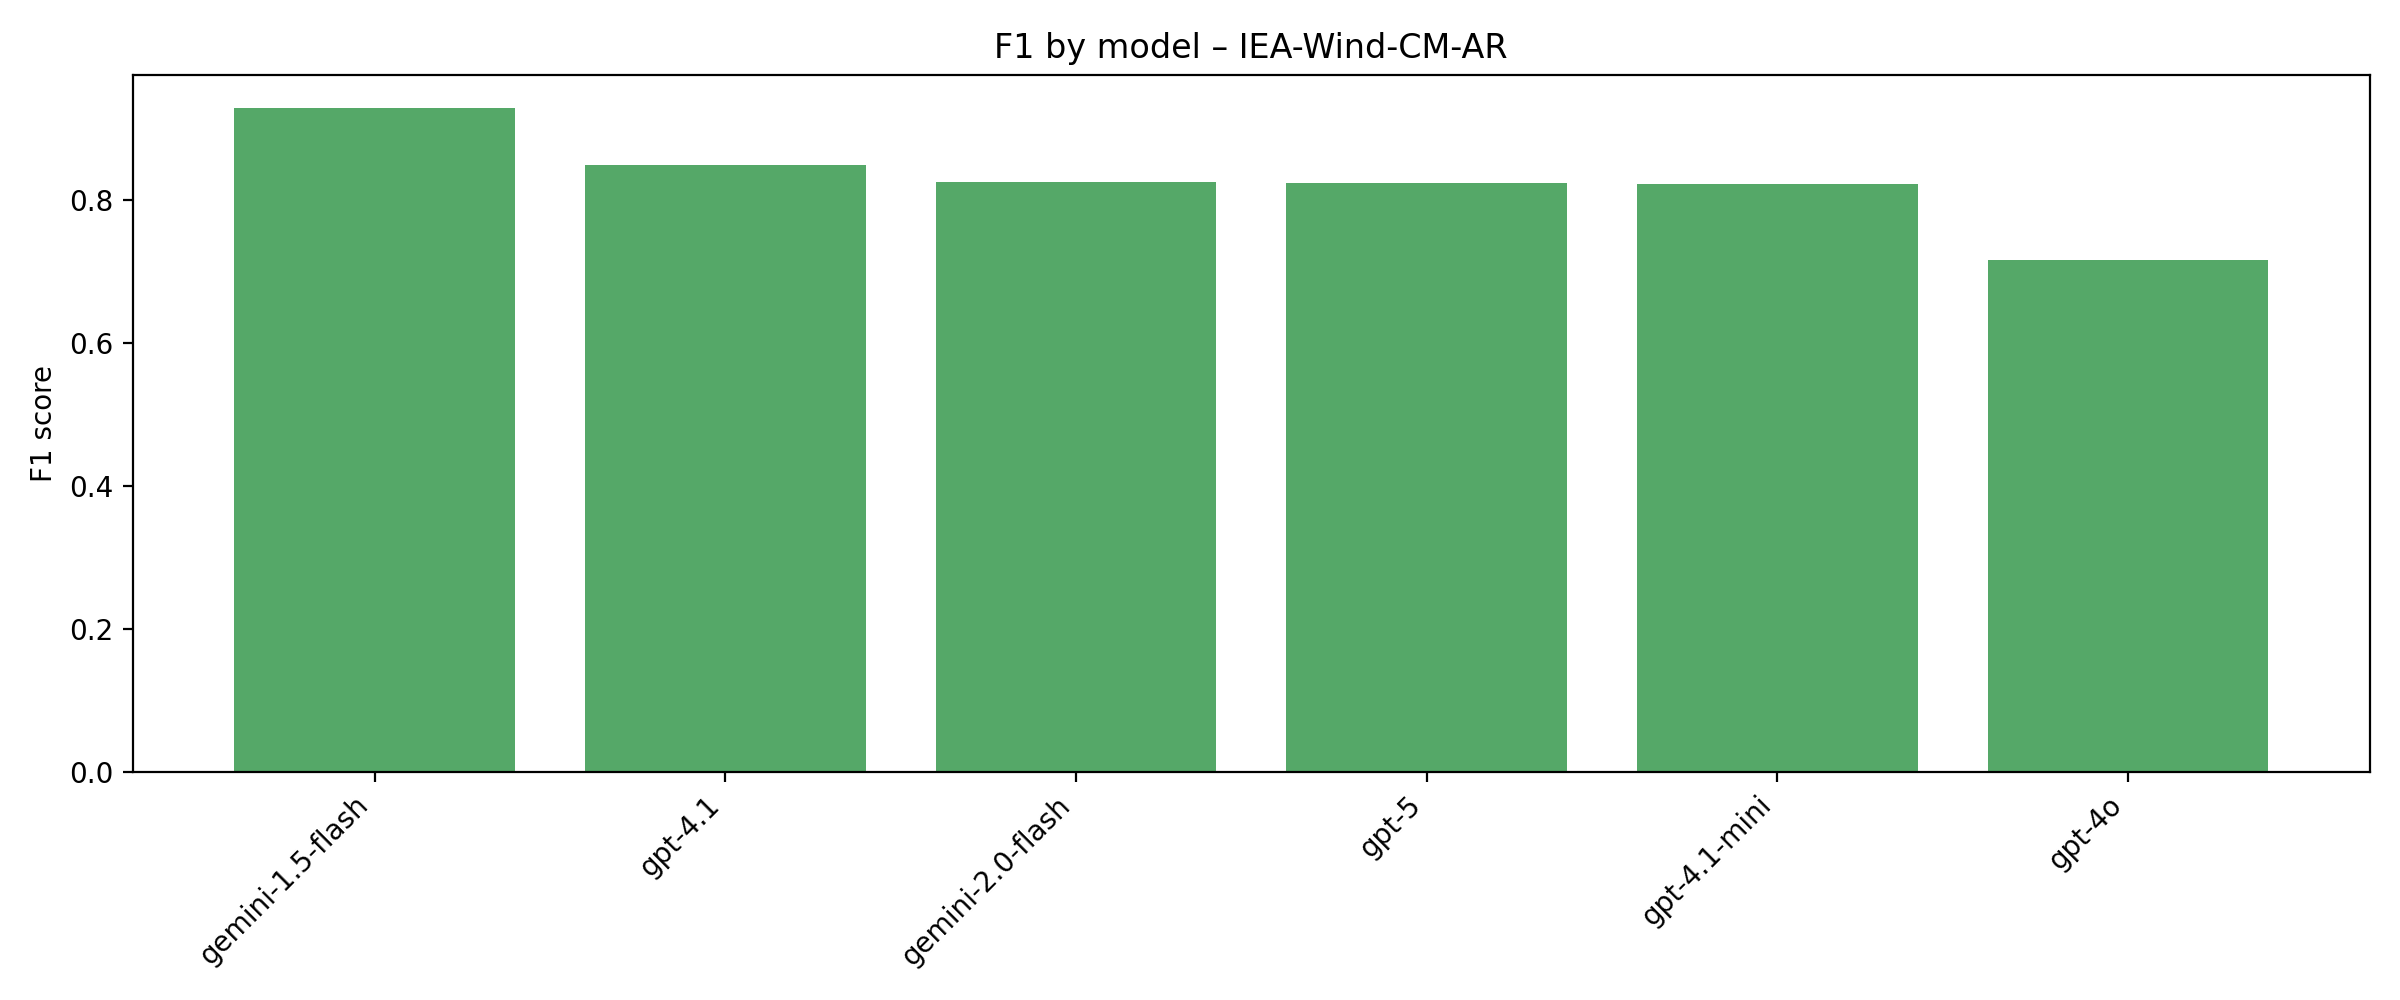 F1 by model – IEA-Wind-CM-AR
F1 score
0.8
0.6
0.4
0.2
0.0
gemini-1.5-flash
gpt-4.1
gemini-2.0-flash
gpt-5
gpt-4.1-mini
gpt-4o